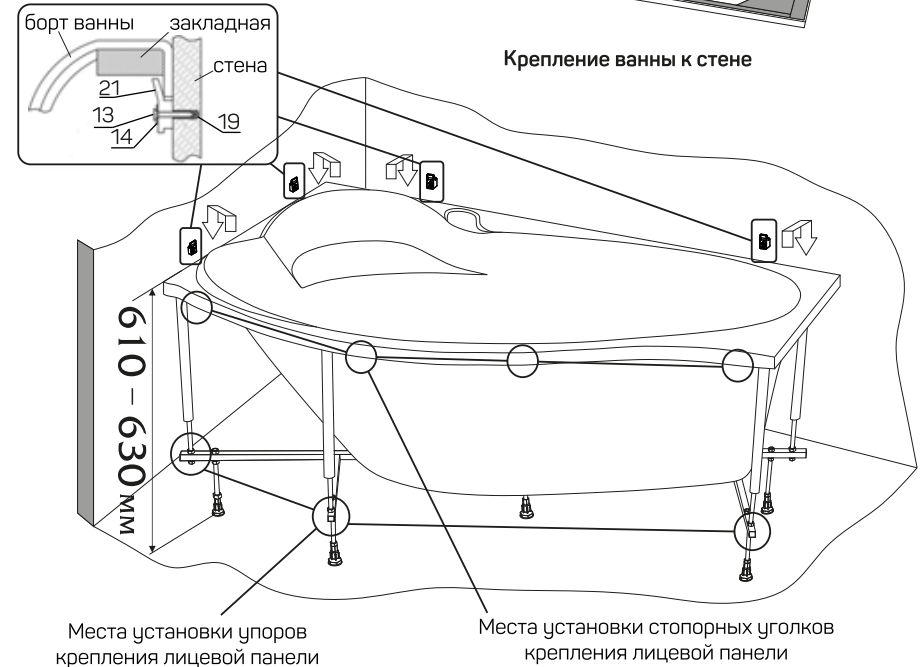 борт ванны
закладная
стена
21
13
14
19
Крепление ванны к стене
610 – 630 мм
Места установки упоров
крепления лицевой панели
Места установки стопорных уголков
крепления лицевой панели